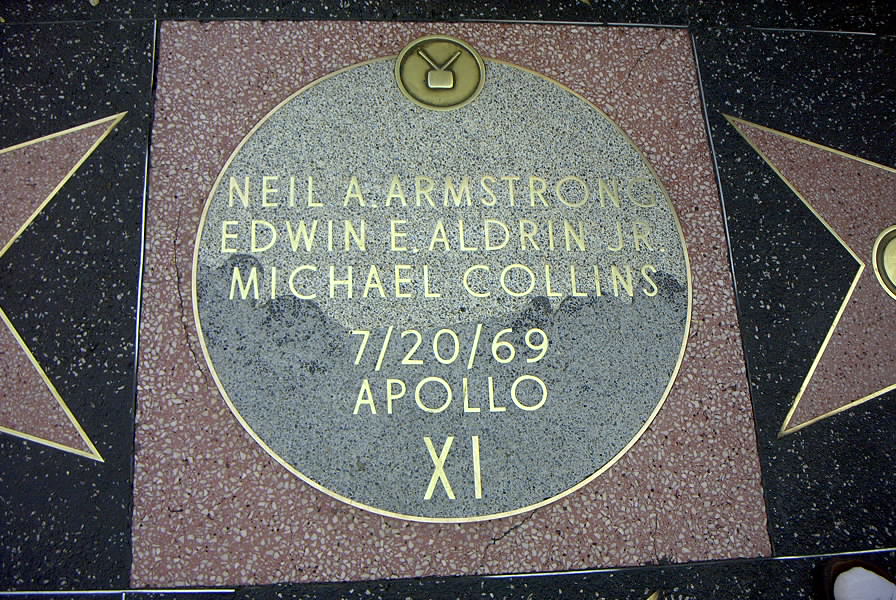 NEIL A. ARMSTRONG
EDWIN E. ALDRIN JR.
MICHAEL COLLINS
7/20/69
APOLLO
XI